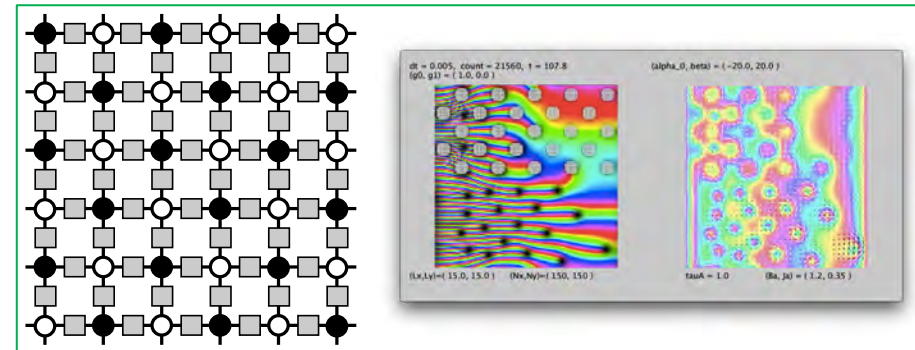 dt = 0.005, count = 21560, t = 107.8
(g0, g1) = ( 1.0, 0.0 )
(alpha_0, beta) = ( −20.0, 20.0 )
(Lx,Ly)=( 15.0, 15.0 ) (Nx,Ny)=( 150, 150 )
tauA = 1.0 (Ba, Ja) = ( 1.2, 0.35 )